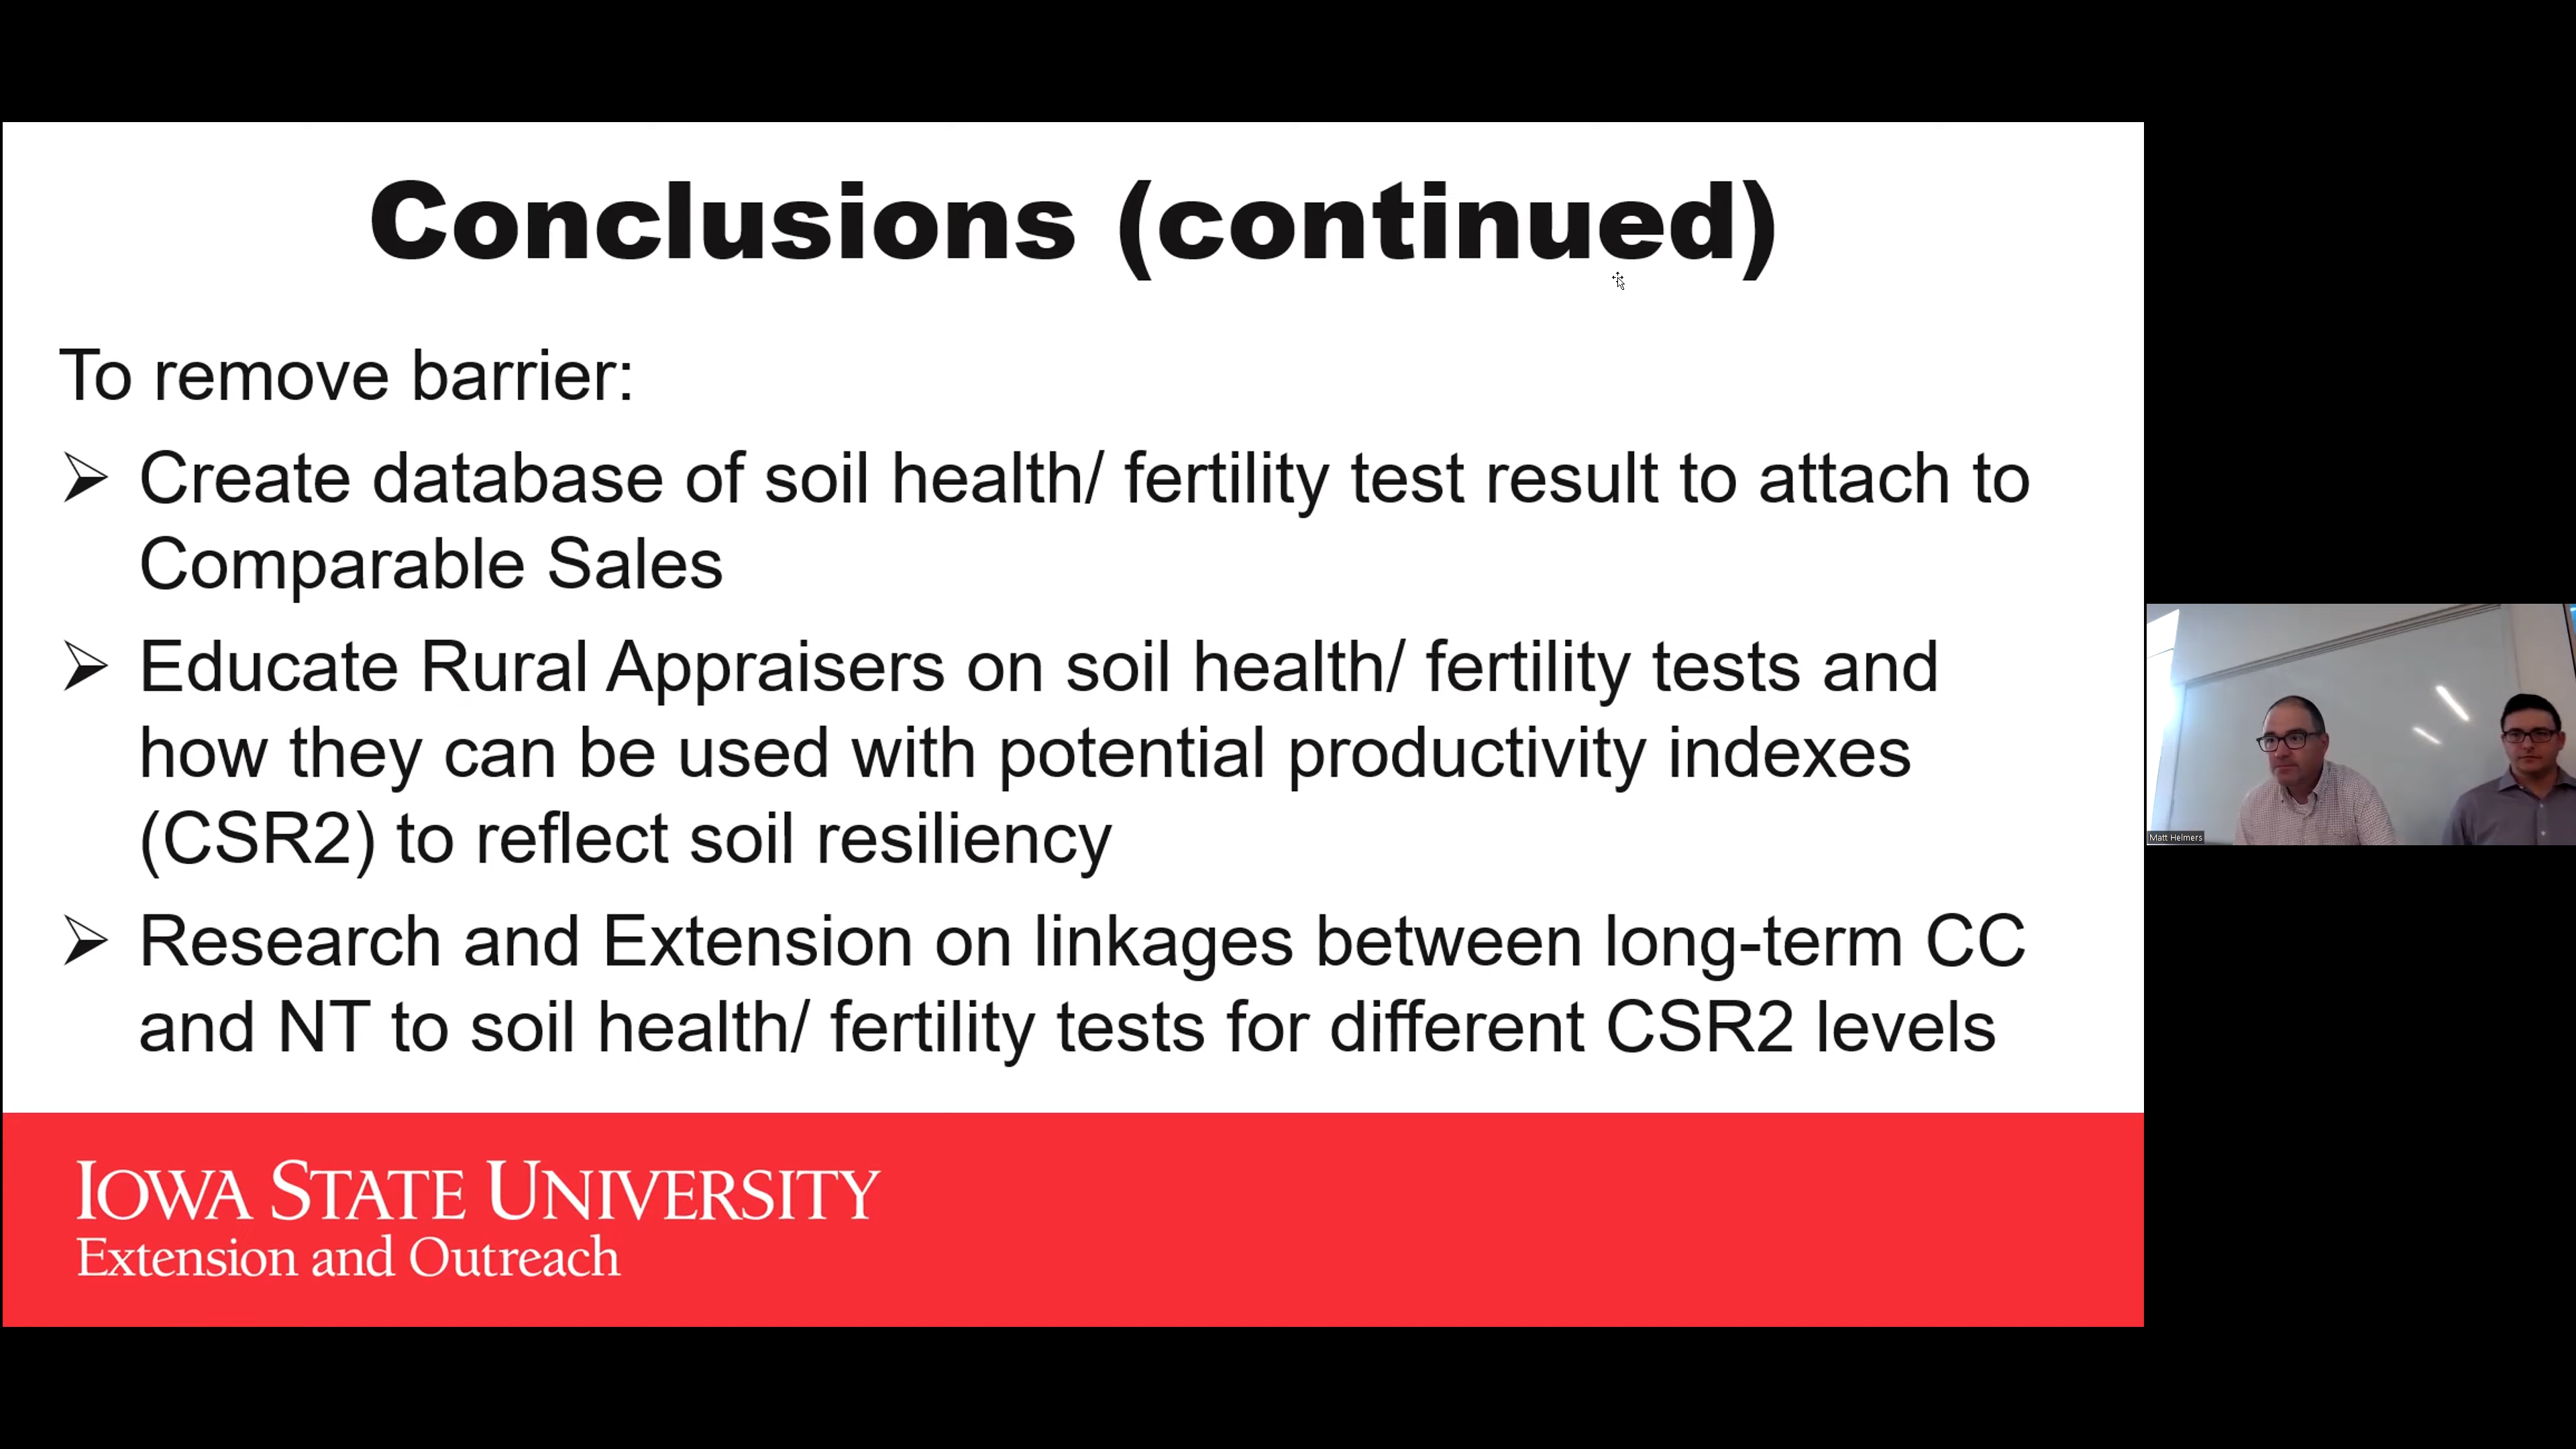 Conclusions (continued)
To remove barrier:
Create database of soil health/ fertility test result to attach to
Comparable Sales
Educate Rural Appraisers on soil health/ fertility tests and
how they can be used with potential productivity indexes
(CSR2) to reflect soil resiliency
Research and Extension on linkages between long-term CC
and NT to soil health/ fertility tests for different CSR2 levels
IOWA STATE UNIVERSITY
Extension and Outreach
Matt Helmers